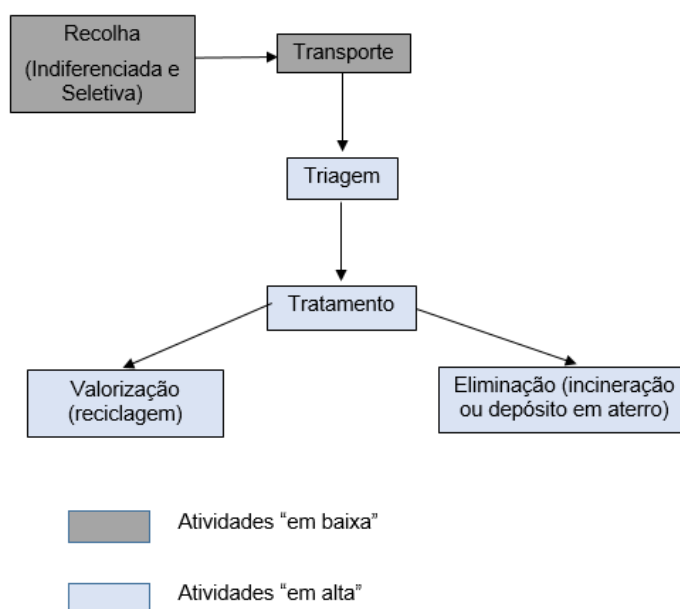 Recolha
(Indiferenciada e
Seletiva)
Transporte
Triagem
Tratamento
Valorização
(reciclagem)
Eliminação (incineração
ou depósito em aterro)
Atividades “em baixa”
Atividades “em alta”